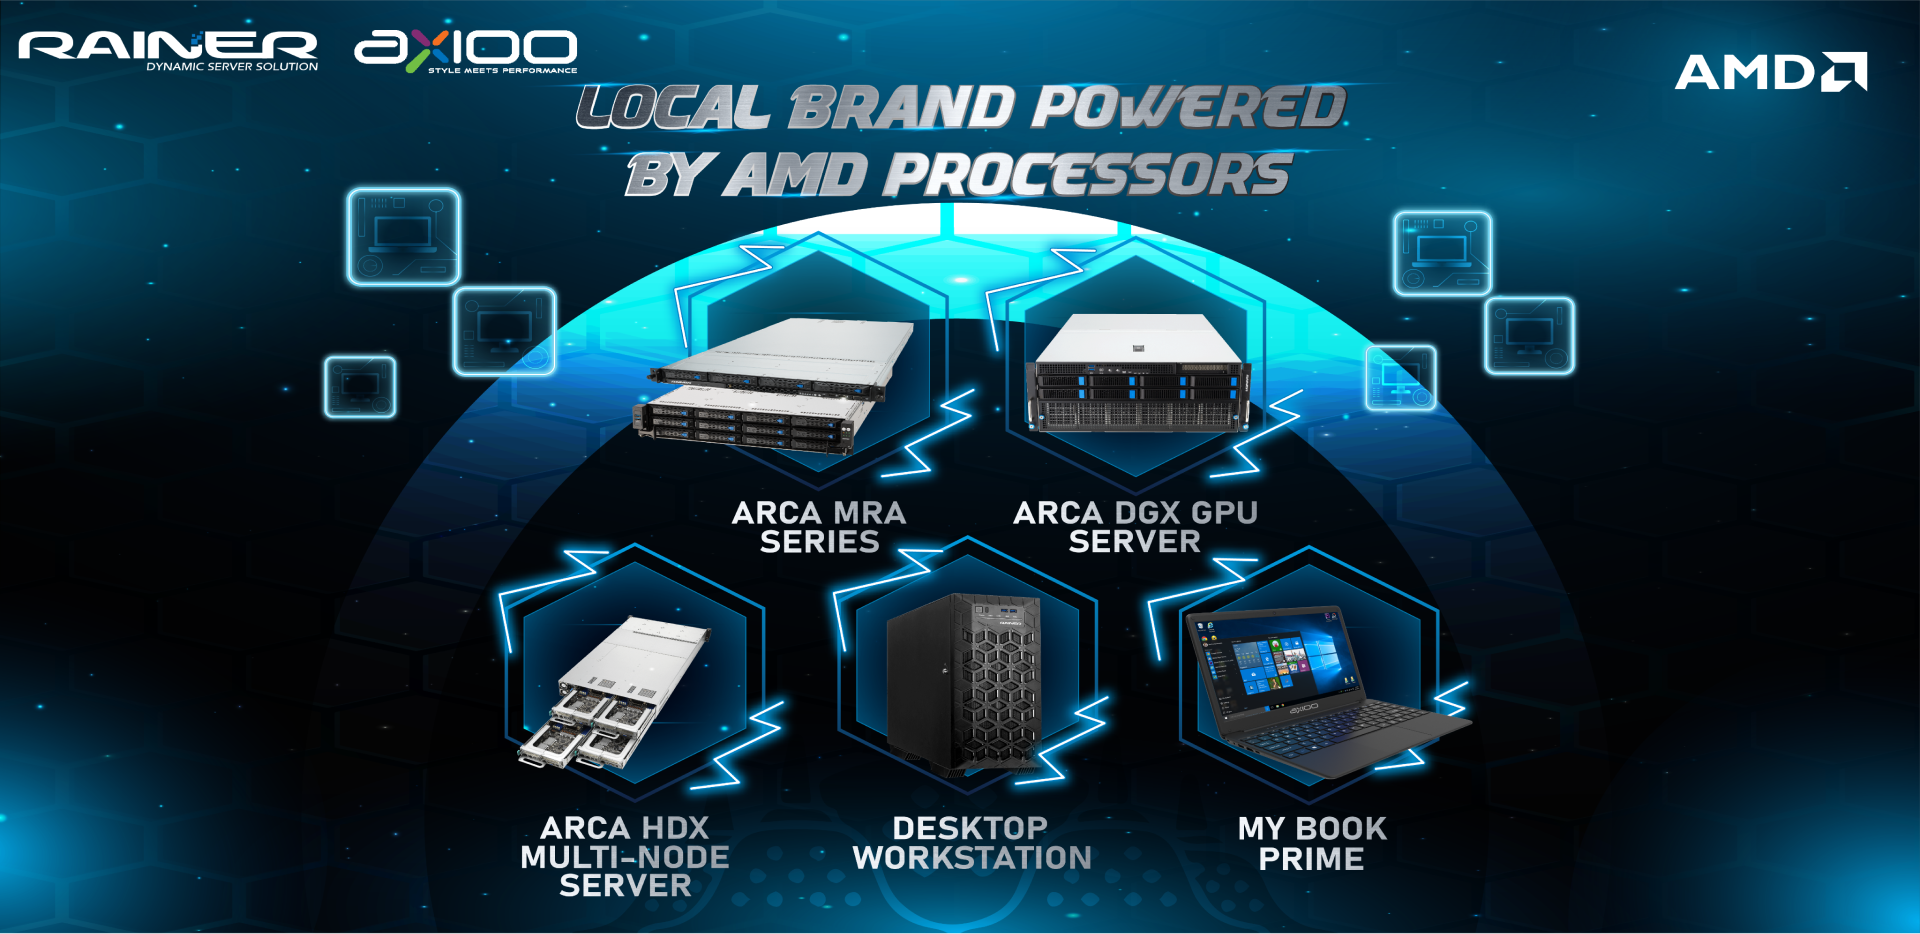 RAINER
DYNAMIC SERVER SOLUTION
axioo
STYLE MEETS PERFORMANCE
AMD
LOCAL BRAND POWERED
BY AMD PROCESSORS
ARCA MRA
SERIES
ARCA DGX GPU
SERVER
ARCA HDX
MULTI-NODE
SERVER
DESKTOP
WORKSTATION
axioo
MY BOOK
PRIME